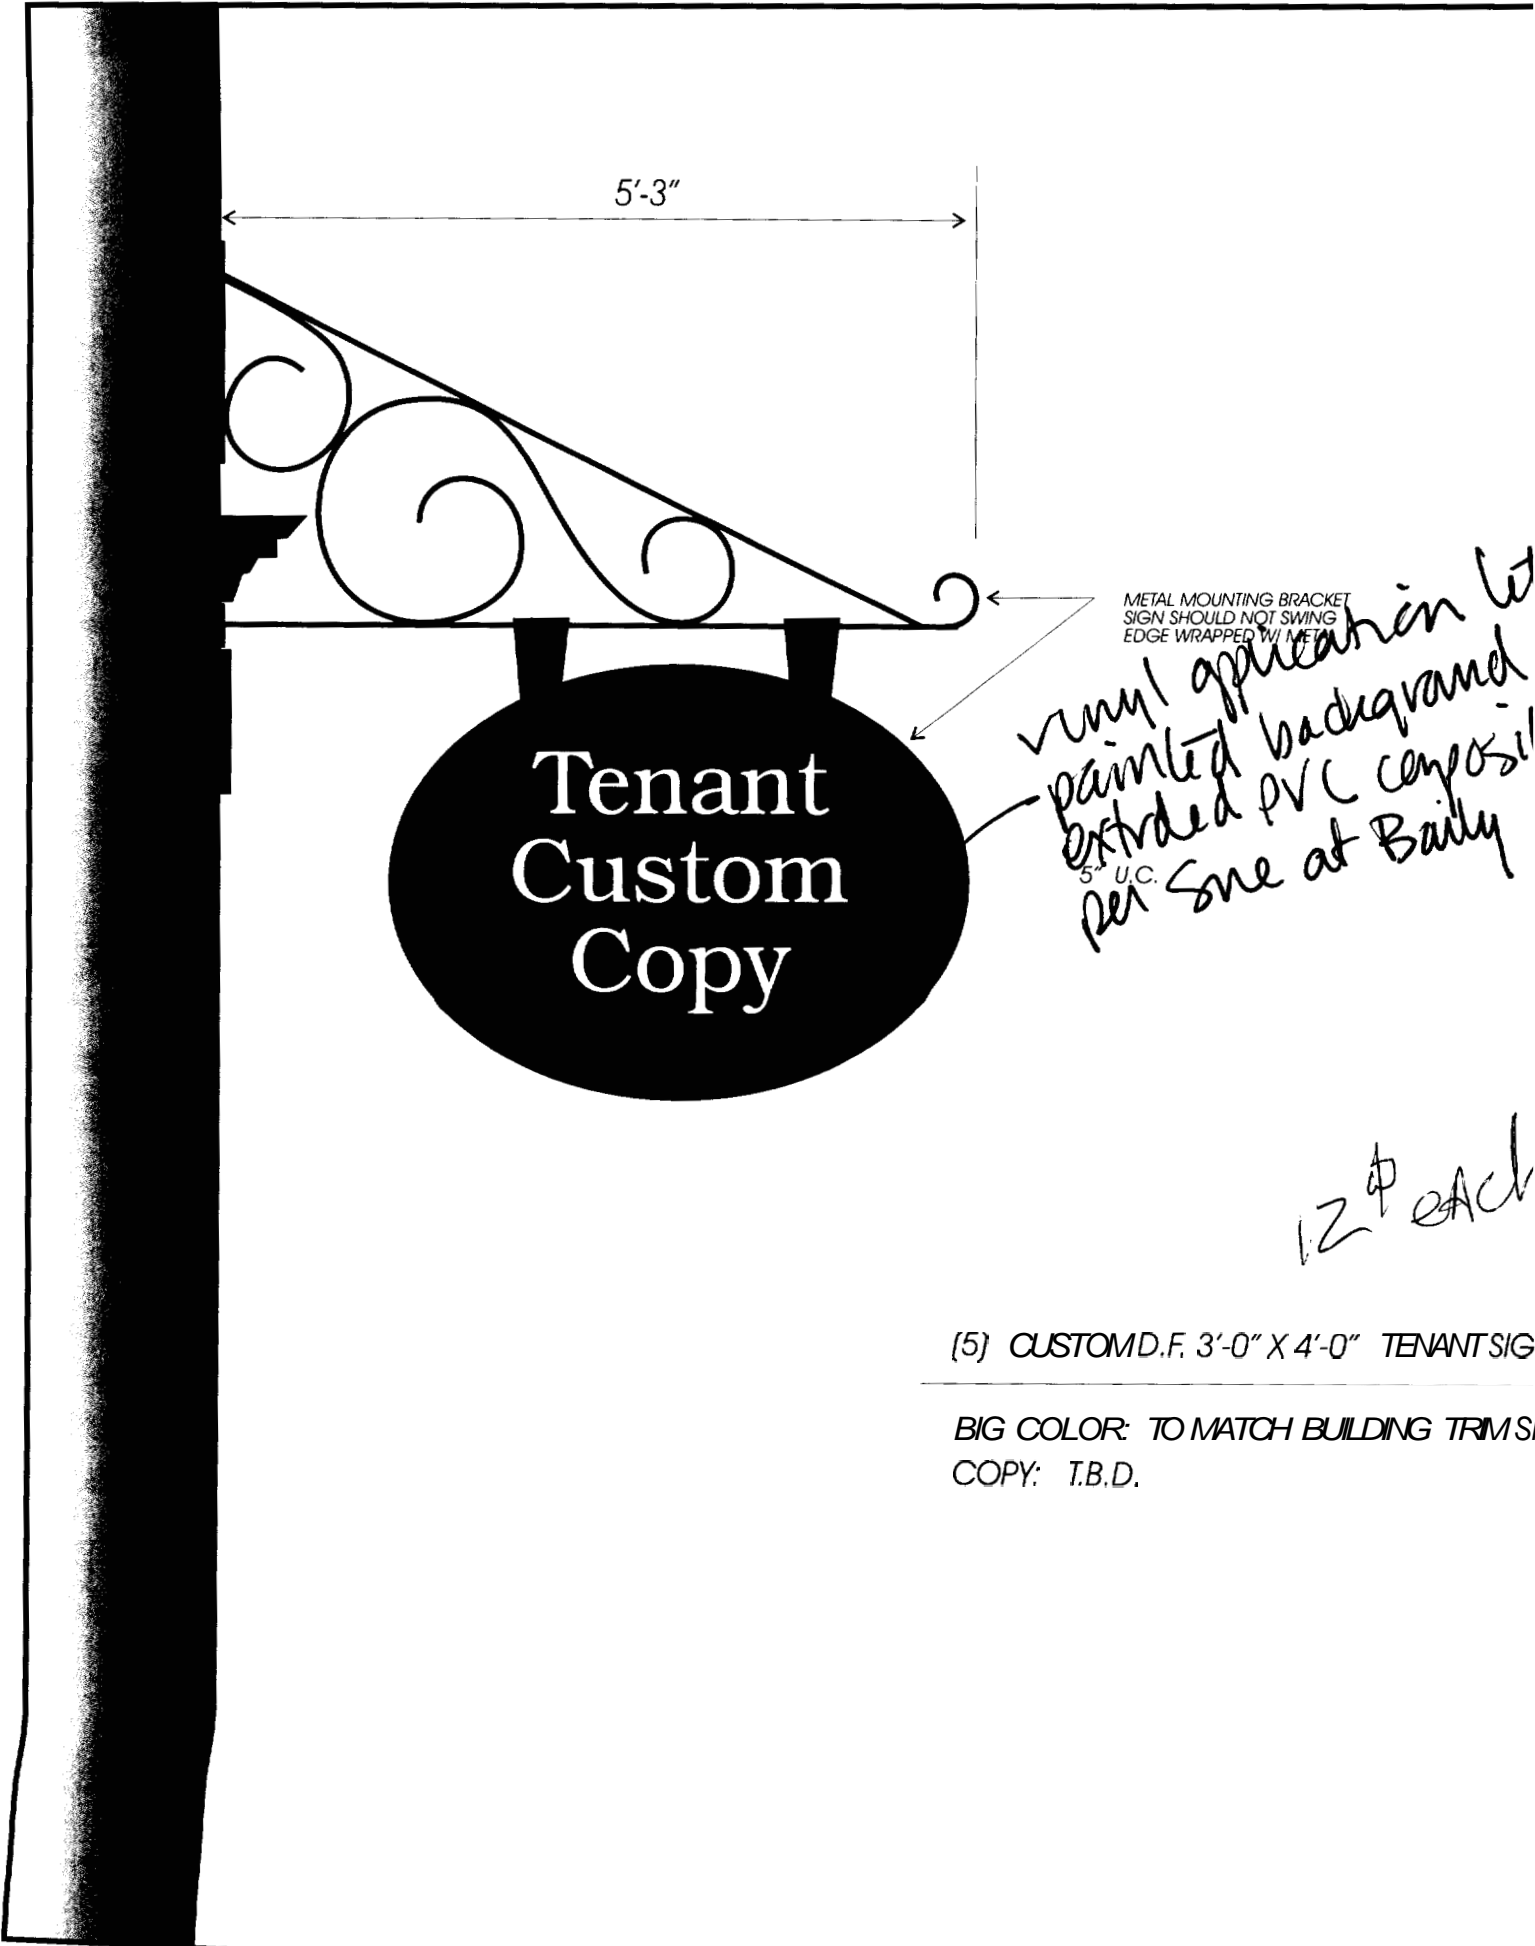 5'-3"
METAL MOUNTING BRACKET
SIGN SHOULD NOT SWING
EDGE WRAPPED W/ METAL
vinyl application
painted background
extrded PVC composi
5" U.C.
per Sue at Baily
Tenant
Custom
Copy
12 each
(5) CUSTOM D.F. 3'-0" X 4'-0" TENANT SIG
BIG COLOR: TO MATCH BUILDING TRIM
COPY: T.B.D.